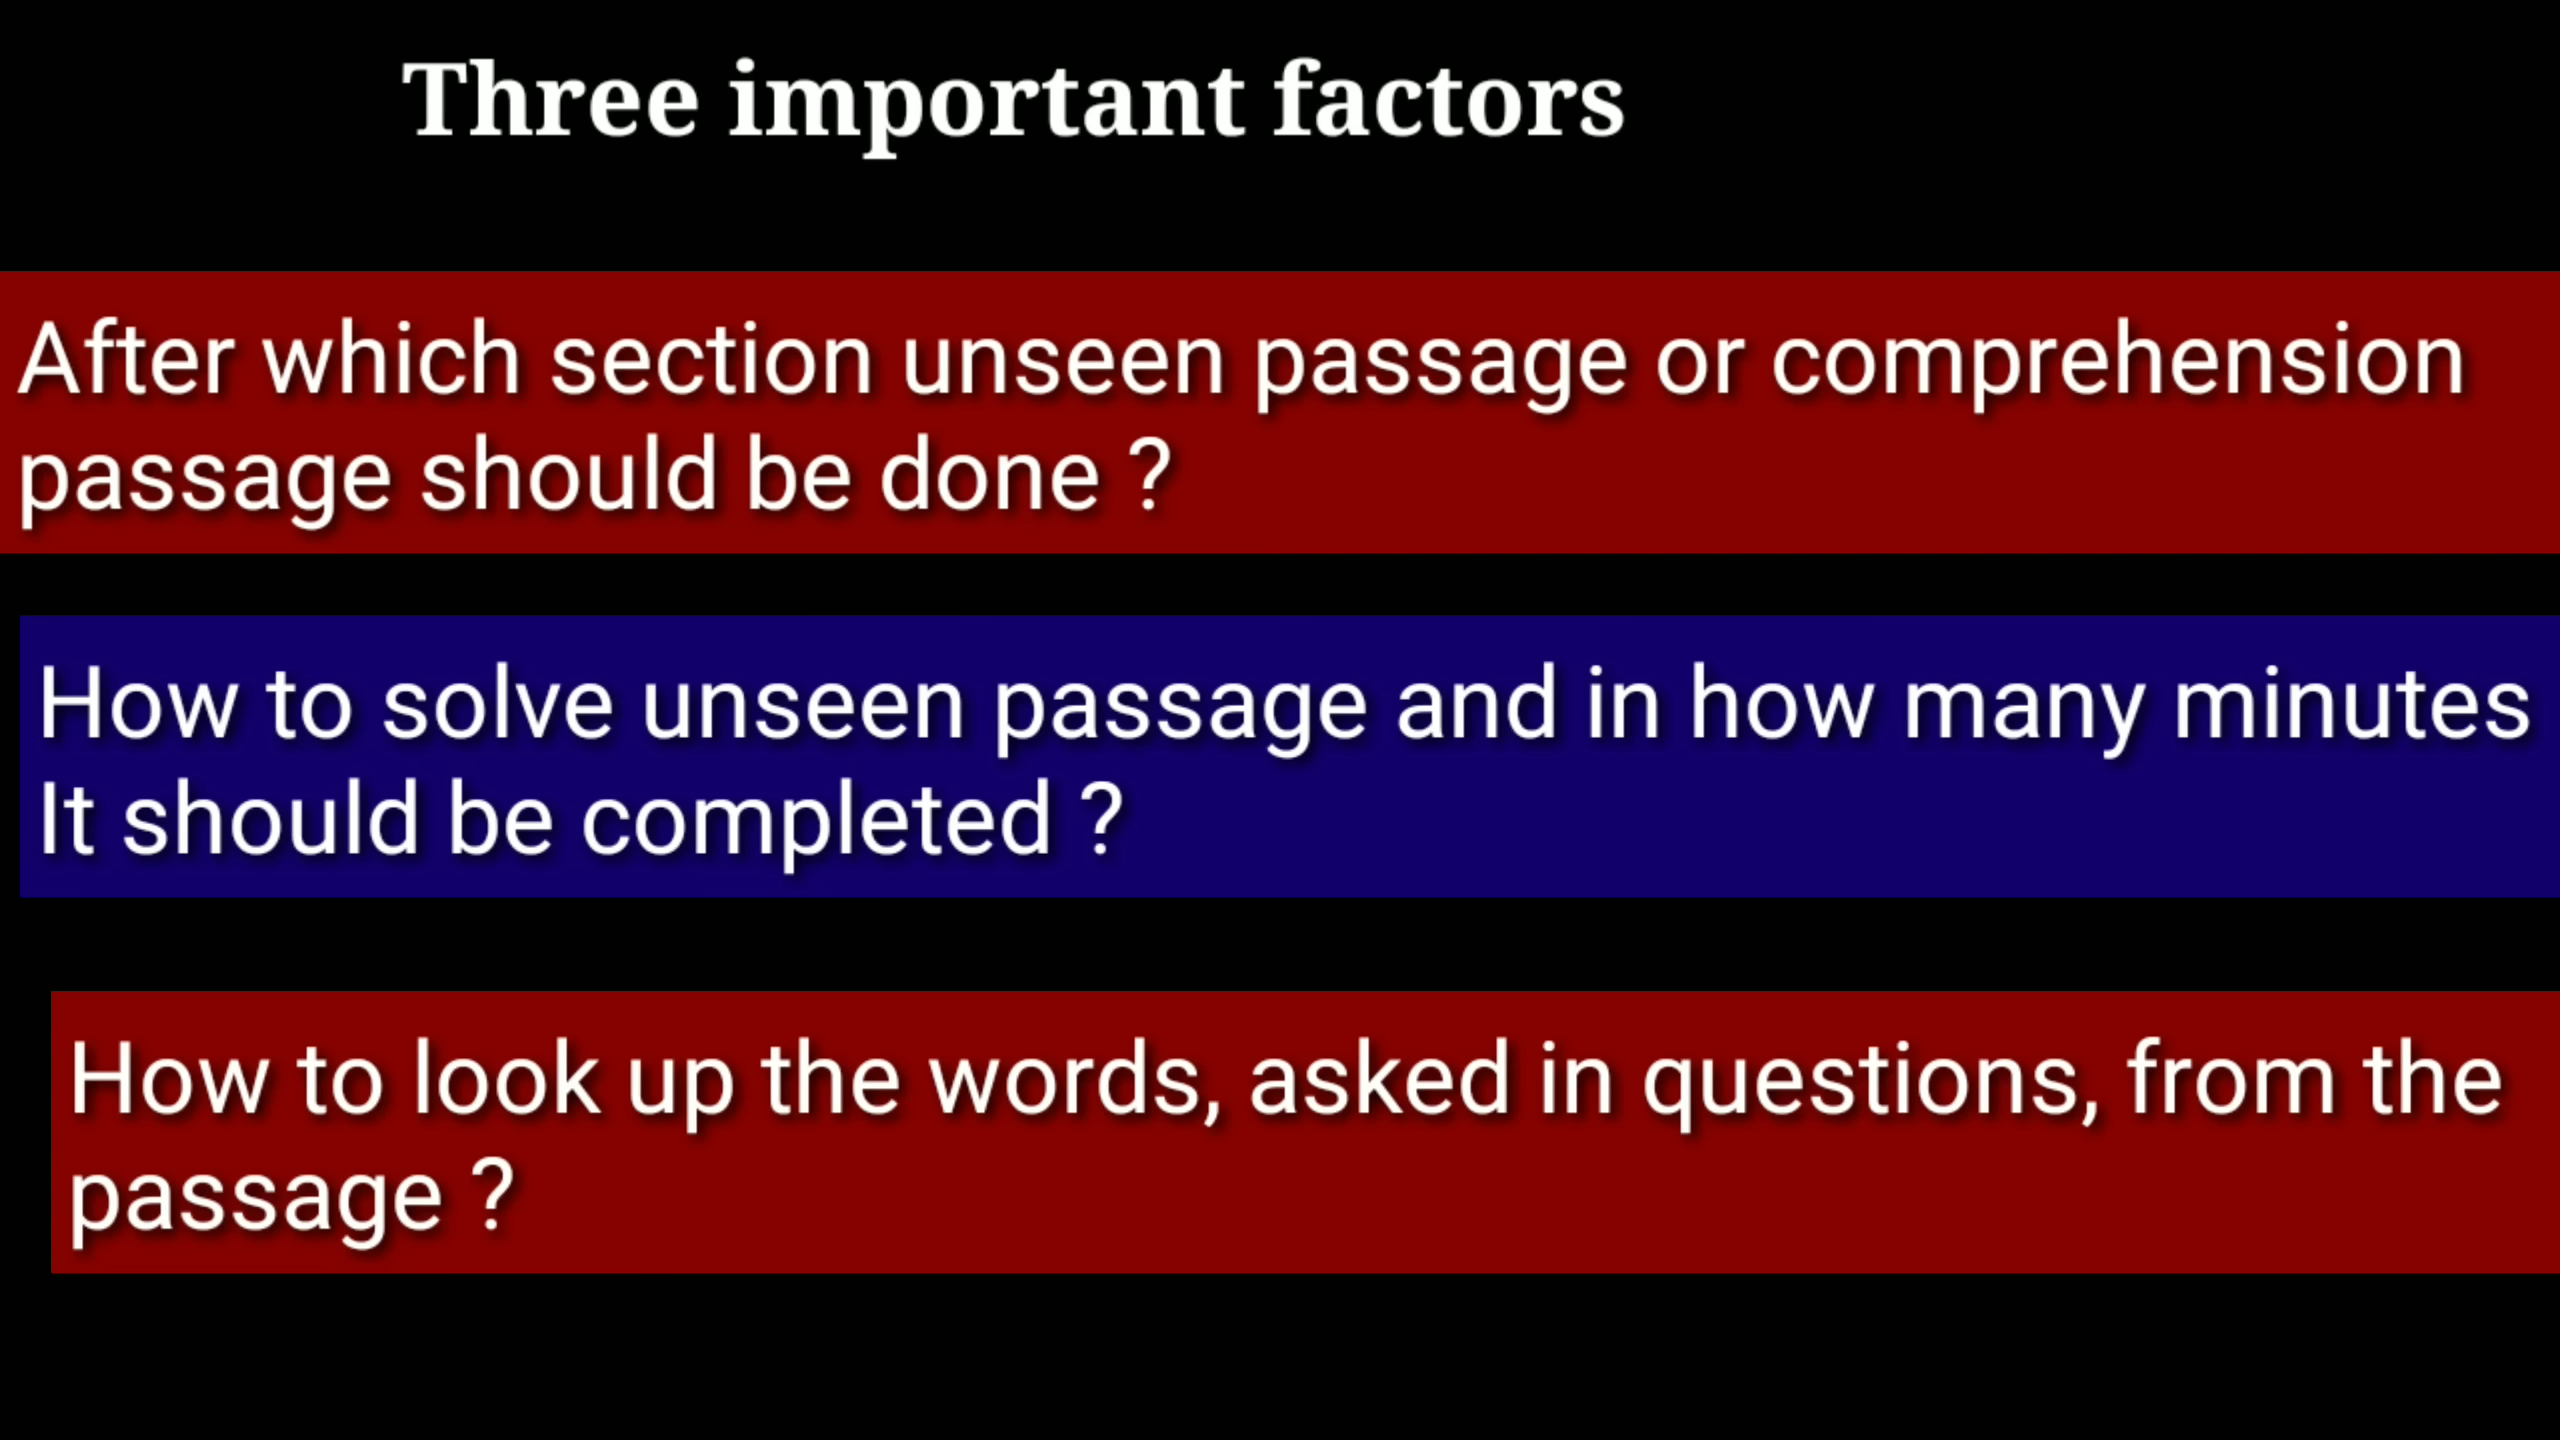 Three important factors
After which section unseen passage or comprehension
passage should be done ?
How to solve unseen passage and in how many minutes
It should be completed ?
How to look up the words, asked in questions, from the
passage ?